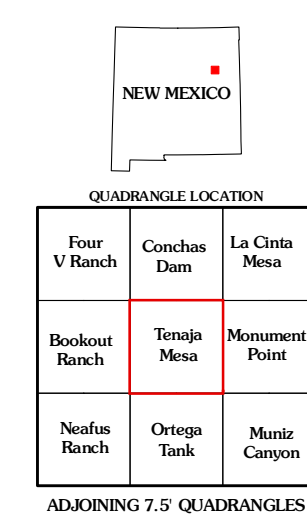 NEW MEXICO
QUADRANGLE LOCATION
Four
V Ranch
Conchas
Dam
La Cinta
Mesa
Bookout
Ranch
Tenaja
Mesa
Monument
Point
Neafus
Ranch
Ortega
Tank
Muniz
Canyon
ADJOINING 7.5' QUADRANGLES